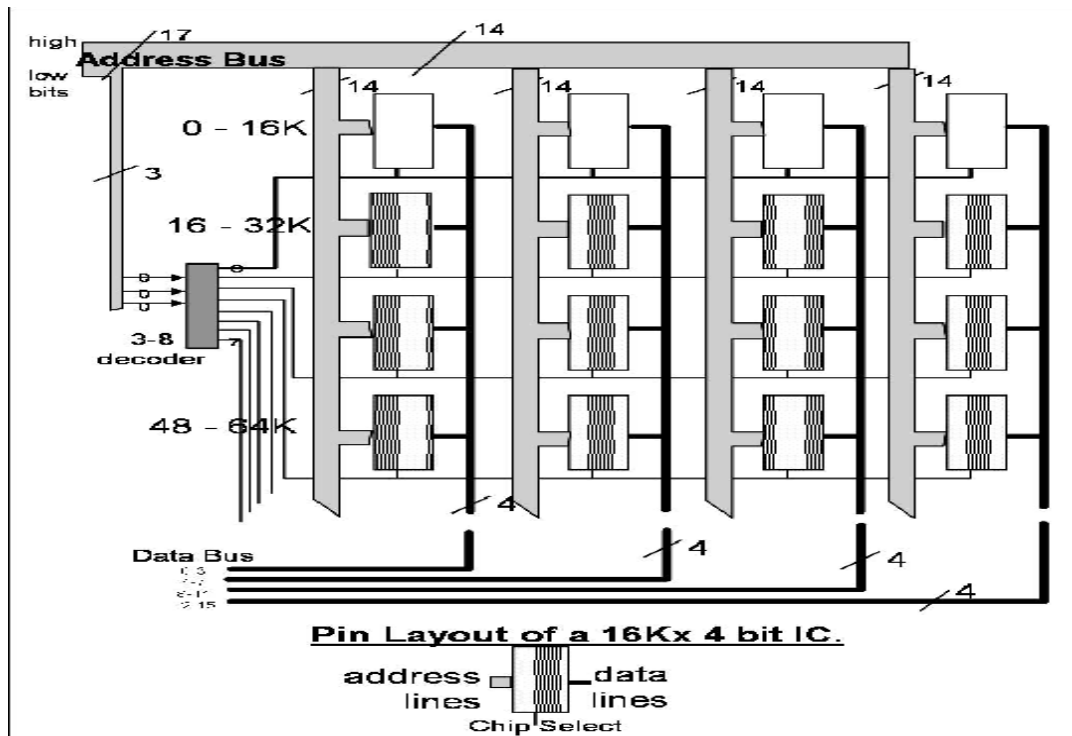 high
17
14
Address Bus
low
bits
14
14
14
14
0 - 16K
3
16 - 32K
0
0
0
3-8
decoder
7
48 - 64K
4
Data Bus
4
4
4
Pin Layout of a 16Kx 4 bit IC.
address
lines
data
lines
Chip Select